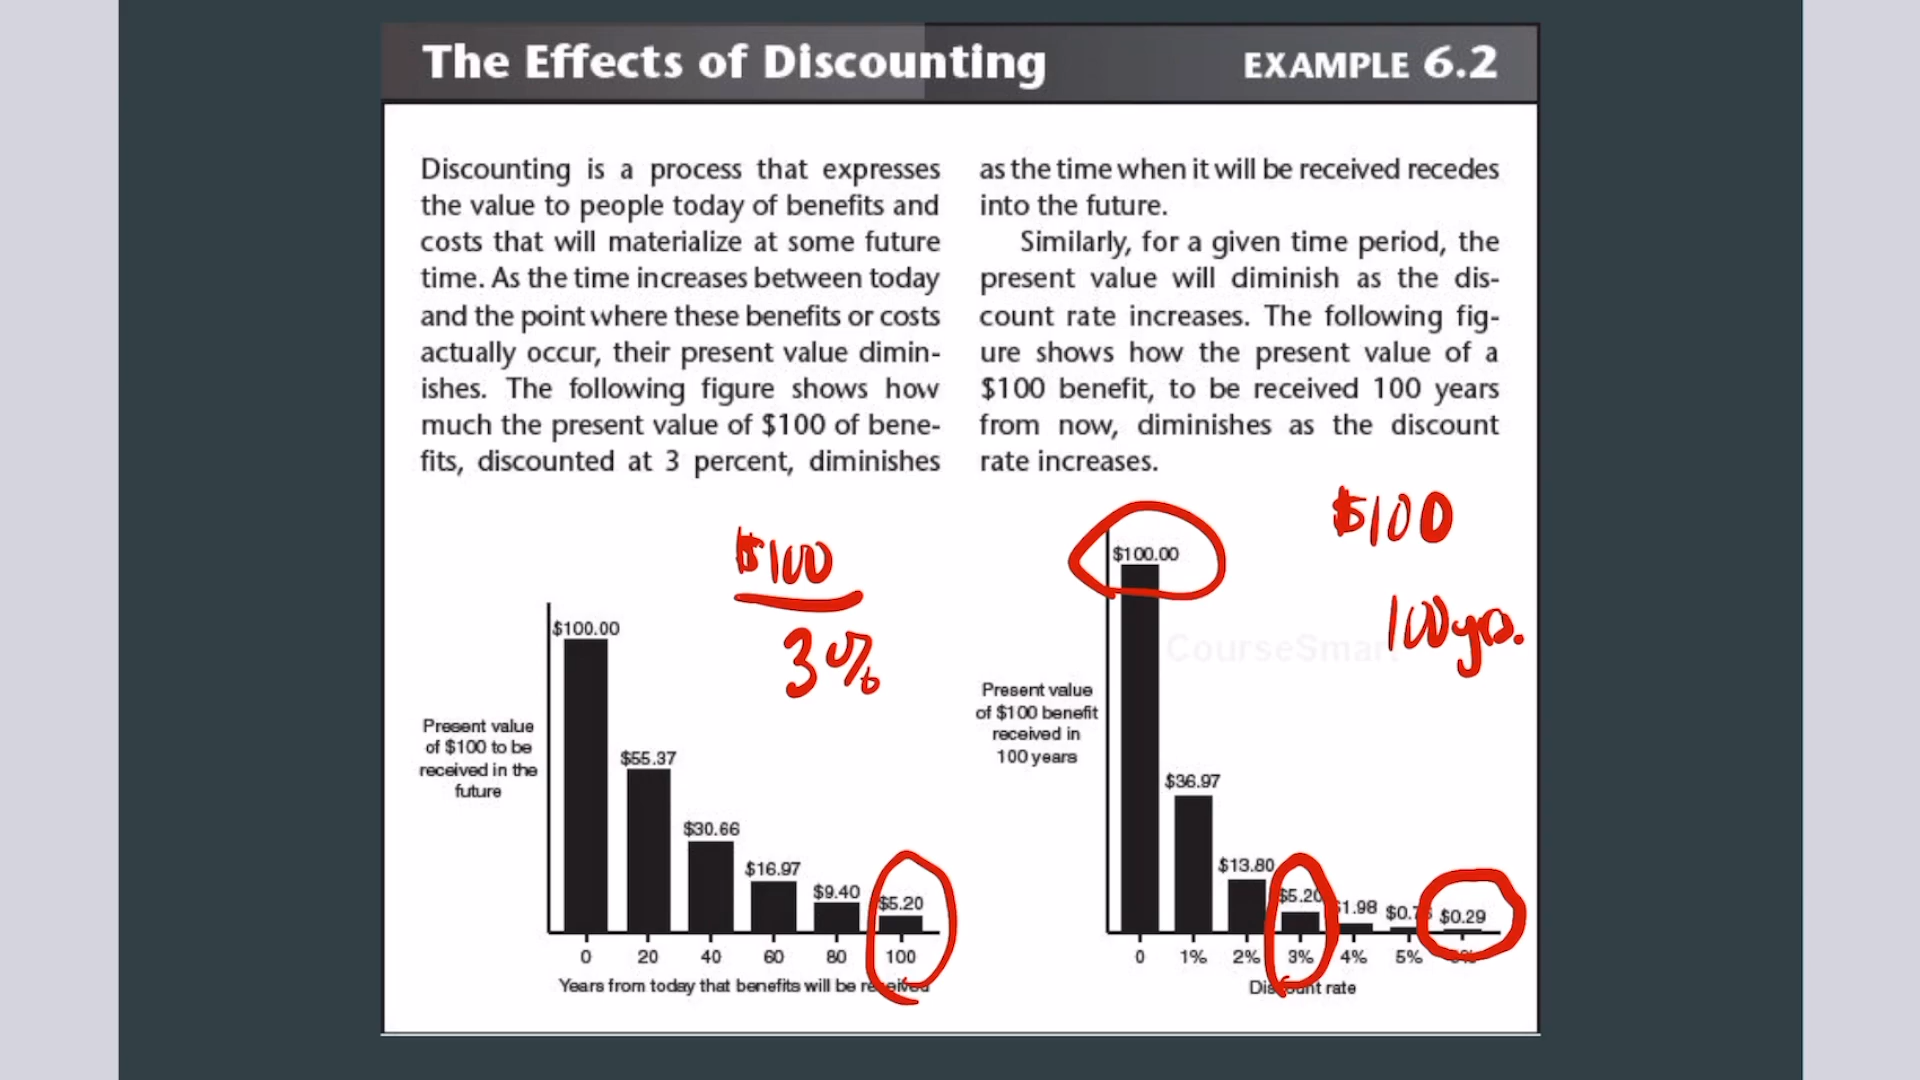 The Effects of Discounting
EXAMPLE 6.2
Discounting is a process that expresses
the value to people today of benefits and
costs that will materialize at some future
time. As the time increases between today
and the point where these benefits or costs
actually occur, their present value dimin-
ishes. The following figure shows how
much the present value of $100 of bene-
fits, discounted at 3 percent, diminishes
as the time when it will be received recedes
into the future.
Similarly, for a given time period, the
present value will diminish as the dis-
count rate increases. The following fig-
ure shows how the present value of a
$100 benefit, to be received 100 years
from now, diminishes as the discount
rate increases.
$100
3%
Present value
of $100 to be
received in the
future
$100.00
$55.37
$30.66
$16.97
$9.40
$5.20
0 20 40 60 80 100
Years from today that benefits will be received
$100
100 yrs.
CourseSmart
Present value
of $100 benefit
received in
100 years
$100.00
$36.97
$13.80
$5.20
$1.98
$0.29
0 1% 2% 3% 4% 5%
Discount rate